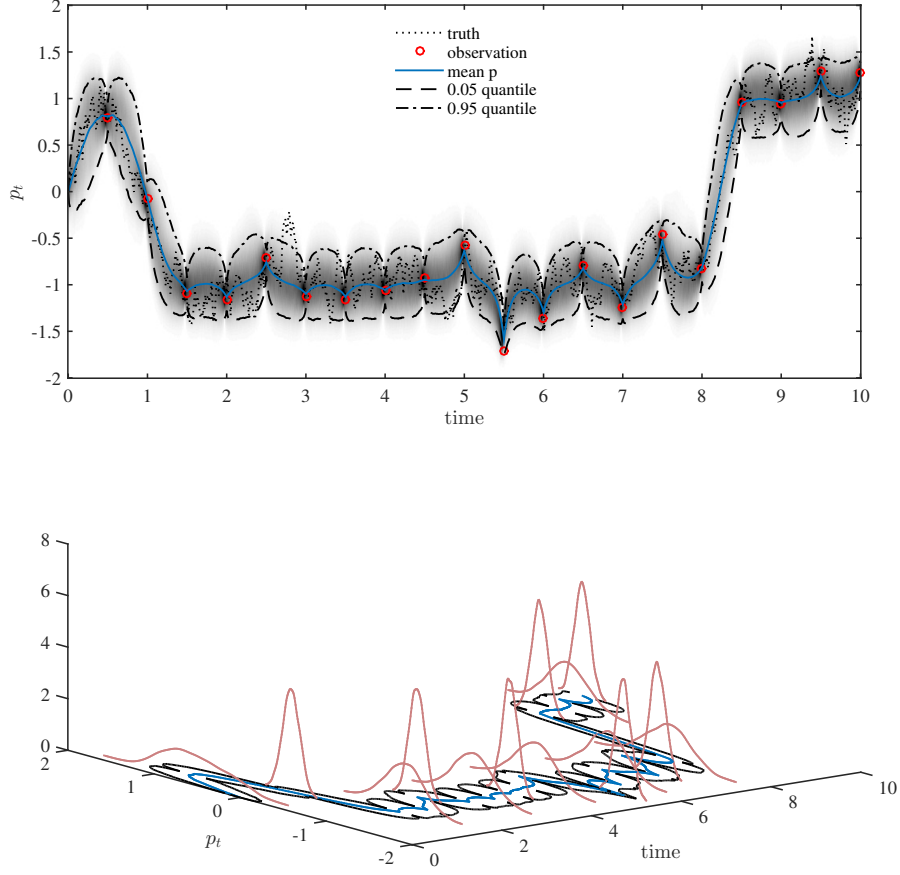 2
1.5
1
0.5
0
-0.5
-1
-1.5
-2
p_t
truth
observation
mean p
0.05 quantile
0.95 quantile
0 1 2 3 4 5 6 7 8 9 10
time
8
6
4
2
0
2
1
0
-1
-2
p_t
0
2
4
6
8
10
time